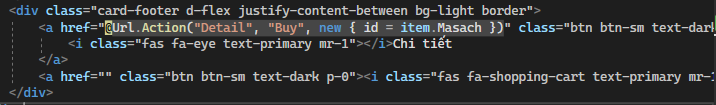 <div class="card-footer d-flex justify-content-between bg-light border">
<a href="@Url.Action("Detail", "Buy", new { id = item.Masach })" class="btn btn-sm text-dark
<i class="fas fa-eye text-primary mr-1"></i>Chi tiết
</a>
<a href="" class="btn btn-sm text-dark p-0"><i class="fas fa-shopping-cart text-primary mr-1
</div>